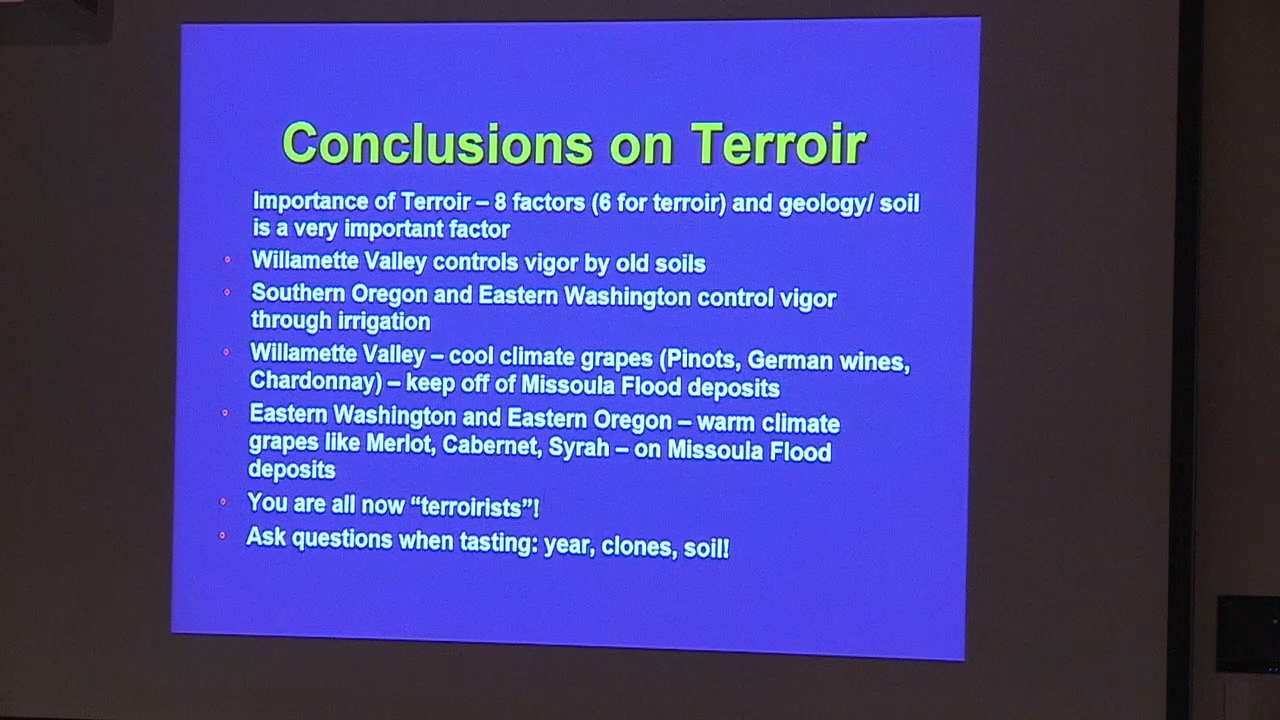 Conclusions on Terroir
Importance of Terroir – 8 factors (6 for terroir) and geology/ soil
is a very important factor
Willamette Valley controls vigor by old soils
Southern Oregon and Eastern Washington control vigor
through irrigation
Willamette Valley – cool climate grapes (Pinots, German wines,
Chardonnay) – keep off of Missoula Flood deposits
Eastern Washington and Eastern Oregon – warm climate
grapes like Merlot, Cabernet, Syrah – on Missoula Flood
deposits
You are all now “terroirists”!
Ask questions when tasting: year, clones, soil!